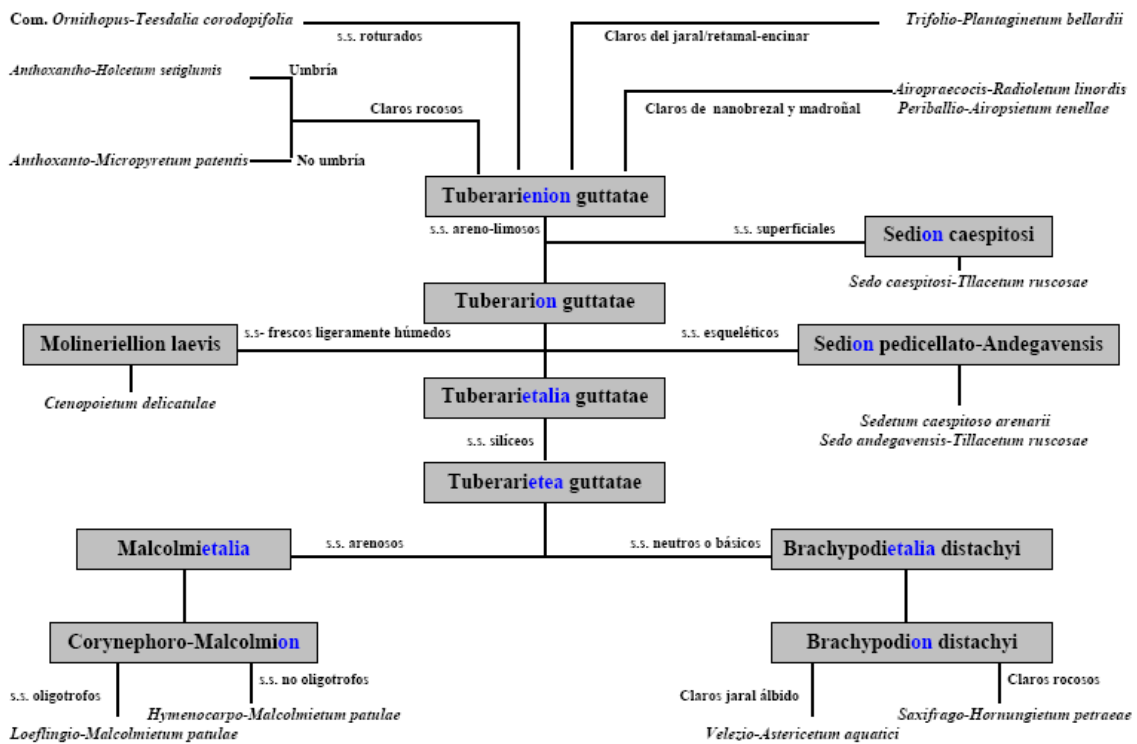 Com. Ornithopus-Teesdalia corodopifolia
Trifolio-Plantaginetum bellardii
s.s. roturados
Claros del jaral/retamal-encinar
Anthoxantho-Holcetum setiglumis
Umbría
Airopraecocis-Radioletum linordis
Claros rocosos
Claros de nanobrezal y madroñal
Periballio-Airopsietum tenellae
Anthoxanto-Micropyretum patentis
No umbría
Tuberarienion guttatae
s.s. areno-limosos
s.s. superficiales
Sedion caespitosi
Sedo caespitosi-Tllacetum ruscosae
Tuberarion guttatae
Molineriellion laevis
s.s- frescos ligeramente húmedos
s.s. esqueléticos
Sedion pedicellato-Andegavensis
Tuberarietalia guttatae
Ctenopoietum delicatulae
Sedetum caespitoso arenarii
Sedo andegavensis-Tillacetum ruscosae
s.s. silíceos
Tuberarietea guttatae
Malcolmietalia
s.s. arenosos
s.s. neutros o básicos
Brachypodietalia distachyi
Corynephoro-Malcolmion
Brachypodion distachyi
s.s. oligotrofos
s.s. no oligotrofos
Claros jaral álbido
Claros rocosos
Hymenocarpo-Malcolmietum patulae
Saxifrago-Hornungietum petraeae
Loeflingio-Malcolmietum patulae
Velezio-Astericetum aquatici